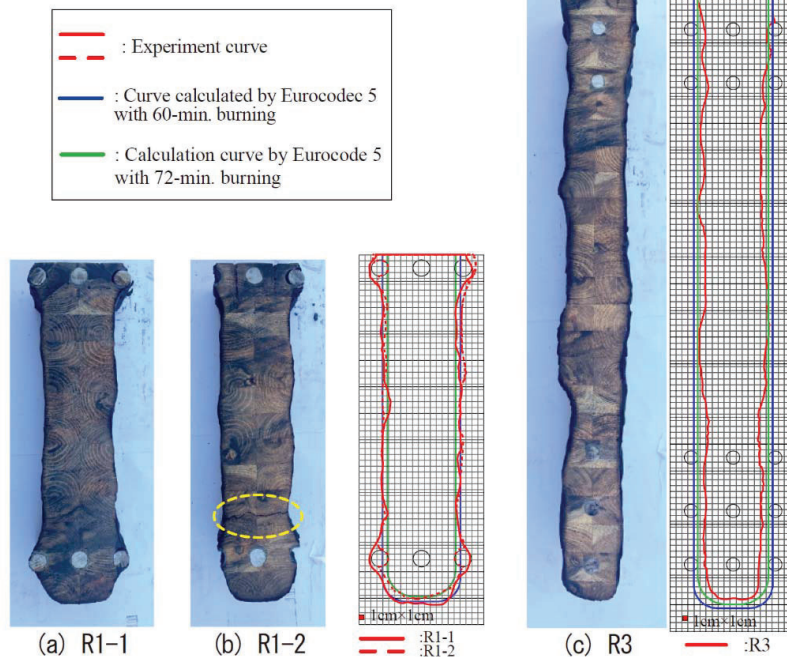 : Experiment curve
: Curve calculated by Eurocodec 5
with 60-min. burning
: Calculation curve by Eurocode 5
with 72-min. burning
1cm×1cm
:R1-1
:R1-2
(a) R1-1
(b) R1-2
1cm×1cm
(c) R3
:R3